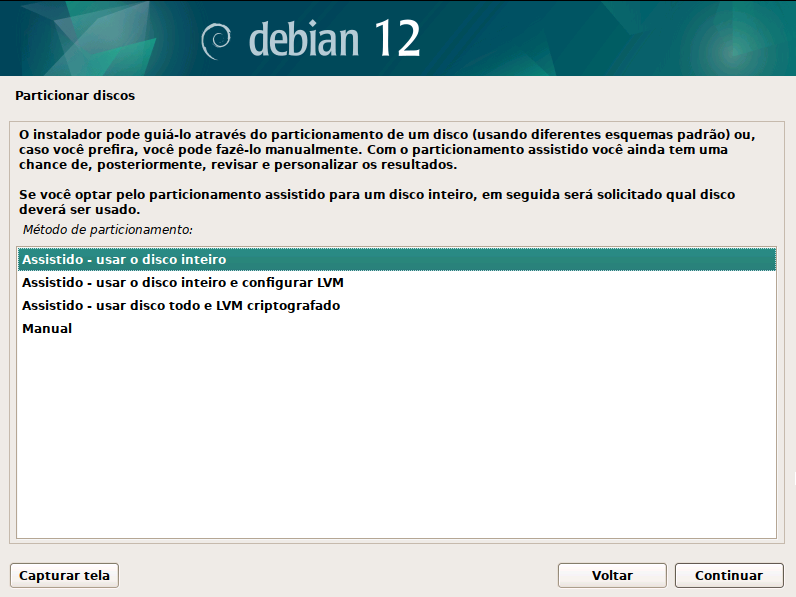 debian 12
Particionar discos
O instalador pode guiá-lo através do particionamento de um disco (usando diferentes esquemas padrão) ou,
caso você prefira, você pode fazê-lo manualmente. Com o particionamento assistido você ainda tem uma
chance de, posteriormente, revisar e personalizar os resultados.
Se você optar pelo particionamento assistido para um disco inteiro, em seguida será solicitado qual disco
deverá ser usado.
Método de particionamento:
Assistido - usar o disco inteiro
Assistido - usar o disco inteiro e configurar LVM
Assistido - usar disco todo e LVM criptografado
Manual
Capturar tela
Voltar
Continuar